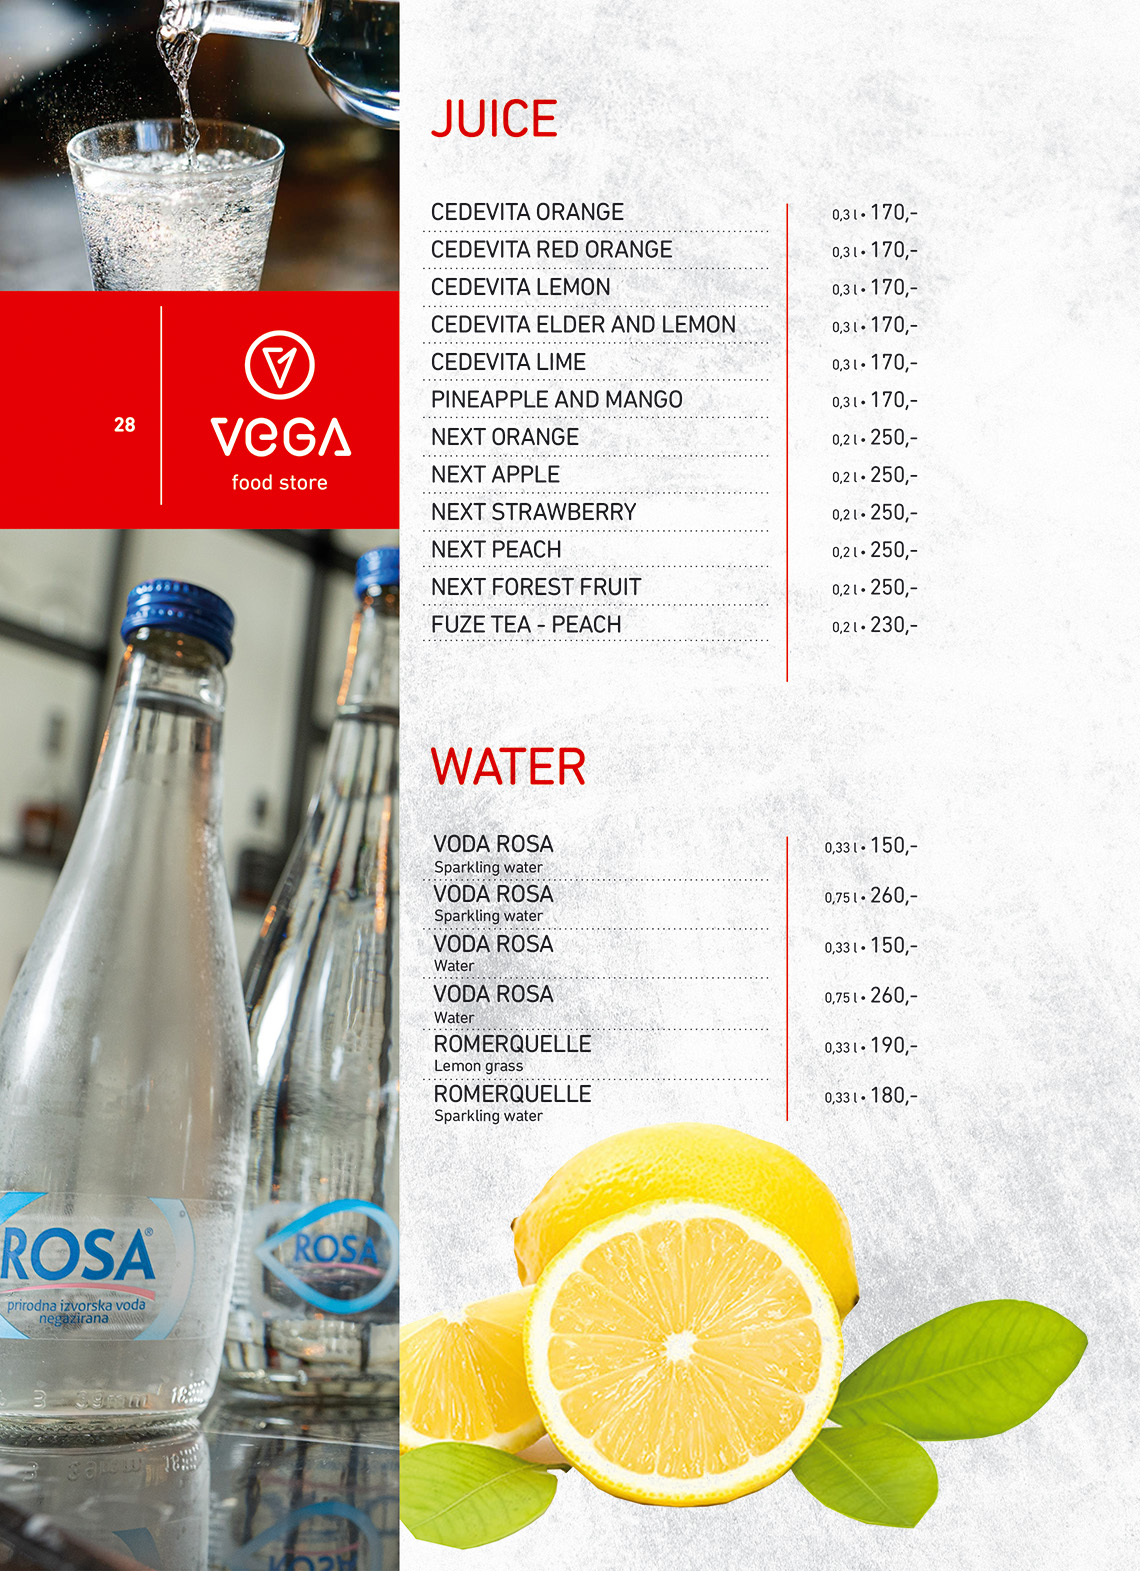 JUICE
CEDEVITA ORANGE 0,3 l • 170,-
CEDEVITA RED ORANGE 0,3 l • 170,-
CEDEVITA LEMON 0,3 l • 170,-
CEDEVITA ELDER AND LEMON 0,3 l • 170,-
CEDEVITA LIME 0,3 l • 170,-
PINEAPPLE AND MANGO 0,3 l • 170,-
NEXT ORANGE 0,2 l • 250,-
NEXT APPLE 0,2 l • 250,-
NEXT STRAWBERRY 0,2 l • 250,-
NEXT PEACH 0,2 l • 250,-
NEXT FOREST FRUIT 0,2 l • 250,-
FUZE TEA - PEACH 0,2 l • 230,-
WATER
VODA ROSA 0,33 l • 150,-
Sparkling water
VODA ROSA 0,75 l • 260,-
Sparkling water
VODA ROSA 0,33 l • 150,-
Water
VODA ROSA 0,75 l • 260,-
Water
ROMERQUELLE 0,33 l • 190,-
Lemon grass
ROMERQUELLE 0,33 l • 180,-
Sparkling water
28
VEGA
food store
ROSA®
prirodna izvorska voda
negazirana
ROSA